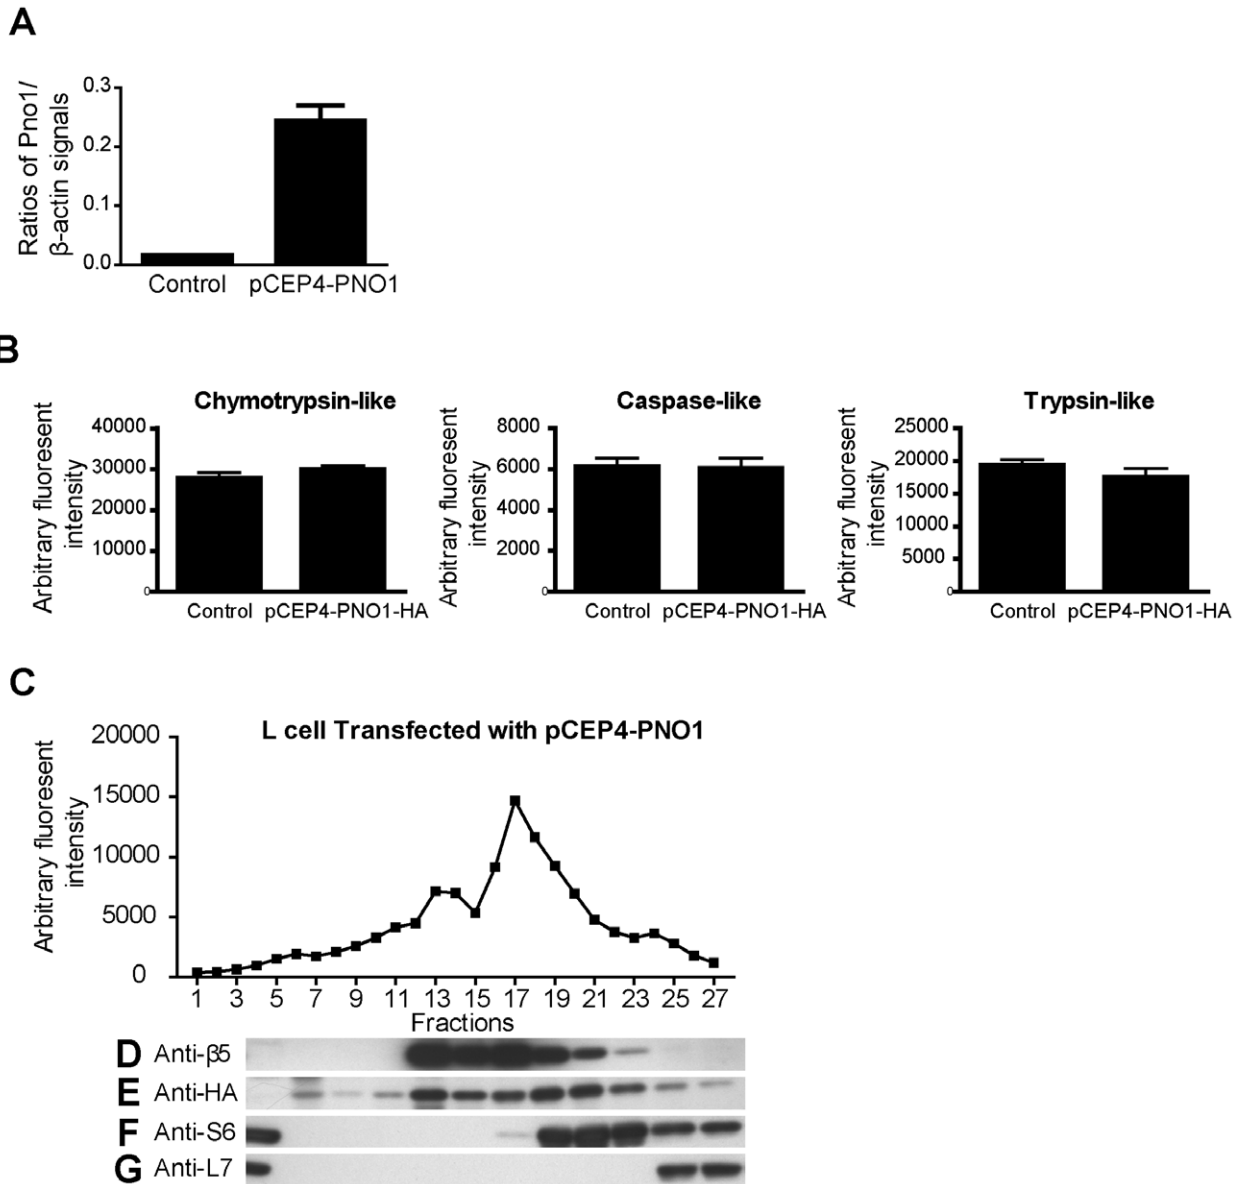 A
Ratios of Pno1/
β-actin signals
0.3
0.2
0.1
0.0
Control pCEP4-PNO1
B
Chymotrypsin-like
Arbitrary fluoresent
intensity
40000
30000
20000
10000
0
Control pCEP4-PNO1-HA
Caspase-like
Arbitrary fluoresent
intensity
8000
6000
4000
2000
0
Control pCEP4-PNO1-HA
Trypsin-like
Arbitrary fluoresent
intensity
25000
20000
15000
10000
5000
0
Control pCEP4-PNO1-HA
C
L cell Transfected with pCEP4-PNO1
Arbitrary fluoresent
intensity
20000
15000
10000
5000
0
1 3 5 7 9 11 13 15 17 19 21 23 25 27
Fractions
D Anti-β5
E Anti-HA
F Anti-S6
G Anti-L7